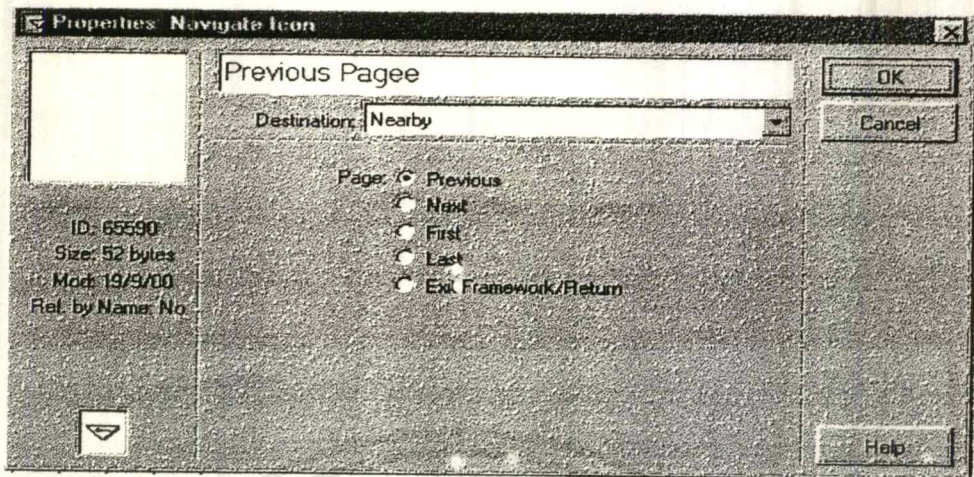 Properties: Navigate Icon
Previous Pagee
Destination: Nearby
Page: Previous
Next
First
Last
Exit Framework/Return
ID: 65590
Size: 52 bytes
Mod: 19/9/00
Ref. by Name: No
OK
Cancel
Help